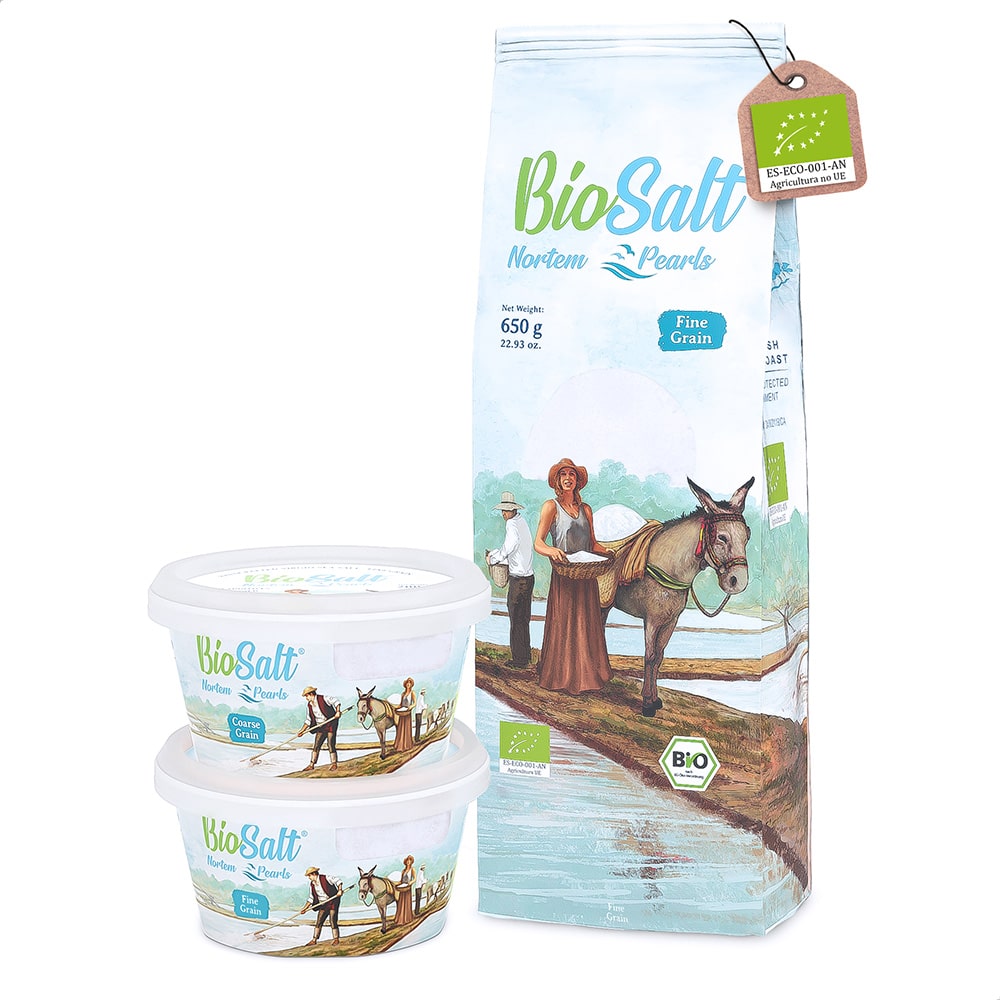 BioSalt
Nortem Pearls
Net Weight:
650 g
22.93 oz.
Fine
Grain
ES-ECO-001-AN
Agricultura no UE
ES-ECO-001-AN
Agricultura UE
BIO
Fine
Grain
BioSalt
BioSalt®
Nortem Pearls
Coarse
Grain
BioSalt®
Nortem Pearls
Fine
Grain